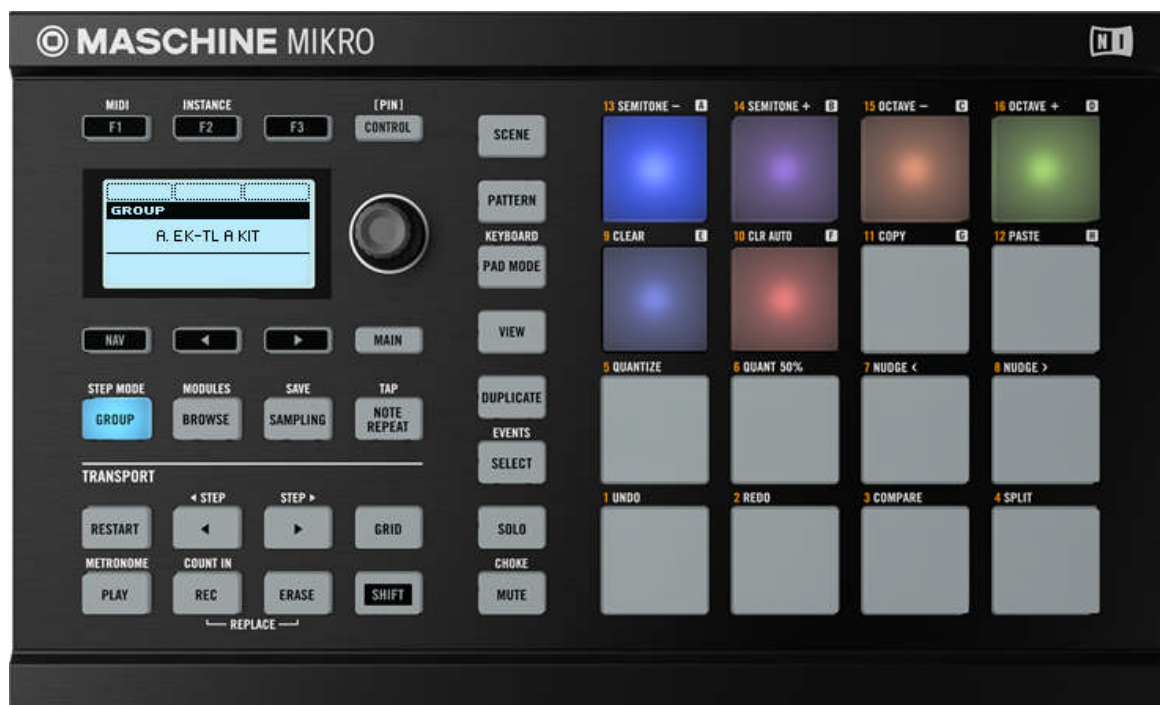 MASCHINE MIKRO
NI
MIDI INSTANCE [PIN]
F1 F2 F3 CONTROL
GROUP
A. EK-TL A KIT
NAV MAIN
STEP MODE MODULES SAVE TAP
GROUP BROWSE SAMPLING NOTE REPEAT
TRANSPORT
◀ STEP STEP ▶
RESTART ◀ ▶ GRID
METRONOME COUNT IN
PLAY REC ERASE SHIFT
REPLACE
SCENE
PATTERN
KEYBOARD
PAD MODE
VIEW
DUPLICATE
EVENTS
SELECT
SOLO
CHOKE
MUTE
13 SEMITONE – A 14 SEMITONE + B 15 OCTAVE – C 16 OCTAVE + D
9 CLEAR E 10 CLR AUTO F 11 COPY G 12 PASTE H
5 QUANTIZE 6 QUANT 50% 7 NUDGE < 8 NUDGE >
1 UNDO 2 REDO 3 COMPARE 4 SPLIT